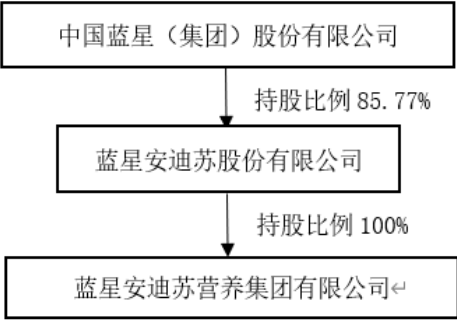 中国蓝星（集团）股份有限公司
持股比例 85.77%
蓝星安迪苏股份有限公司
持股比例 100%
蓝星安迪苏营养集团有限公司↵